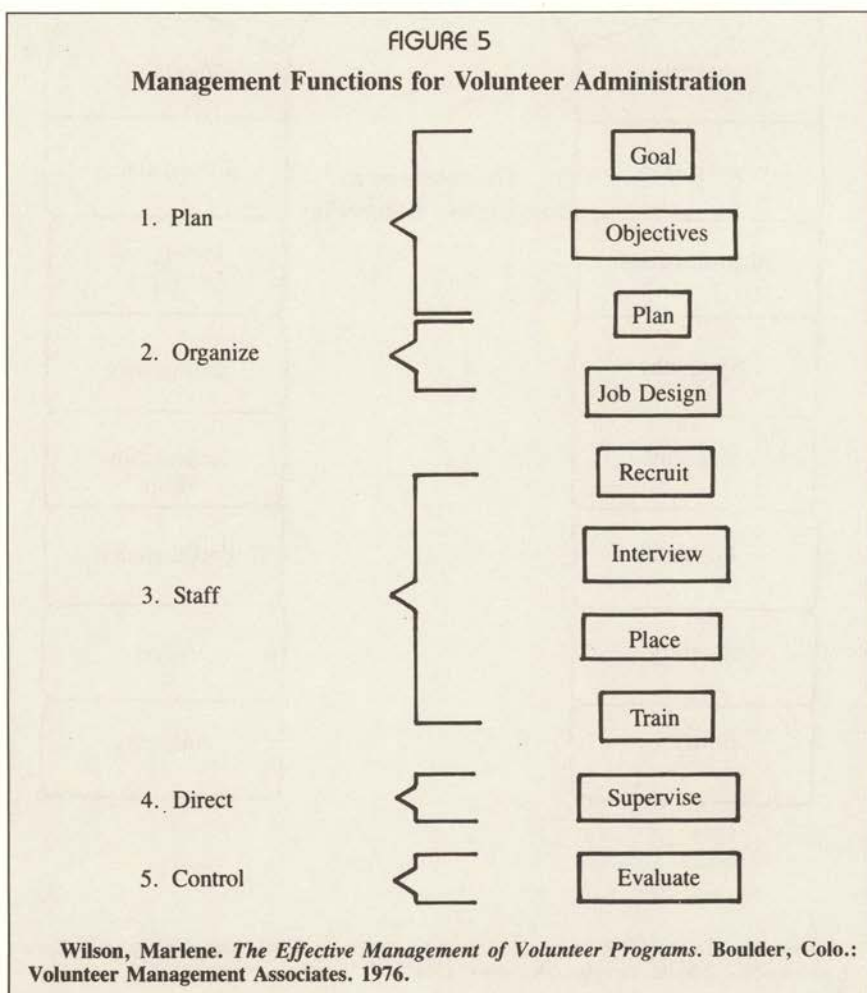 FIGURE 5
Management Functions for Volunteer Administration
Goal
1. Plan
Objectives
Plan
2. Organize
Job Design
Recruit
Interview
3. Staff
Place
Train
4. Direct
Supervise
5. Control
Evaluate
Wilson, Marlene. The Effective Management of Volunteer Programs. Boulder, Colo.:
Volunteer Management Associates. 1976.